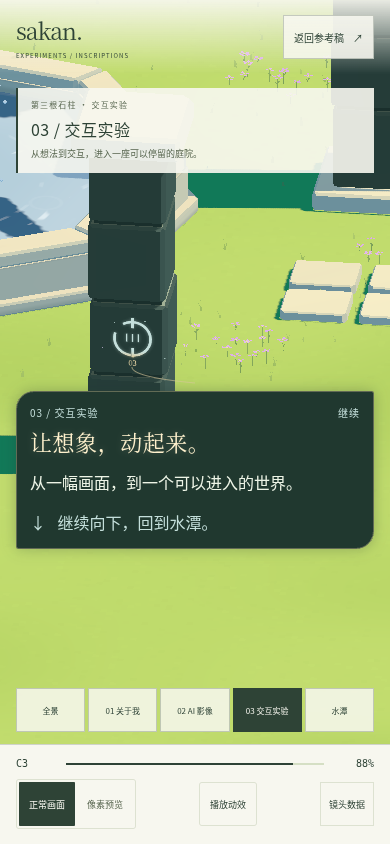 sakan.
EXPERIMENTS / INSCRIPTIONS
返回参考稿 ↗
第三根石柱 · 交互实验
03 / 交互实验
从想法到交互，进入一座可以停留的庭院。
03
03 / 交互实验
继续
让想象，动起来。
从一幅画面，到一个可以进入的世界。
↓ 继续向下，回到水潭。
全景
01 关于我
02 AI 影像
03 交互实验
水潭
C3
88%
正常画面
像素预览
播放动效
镜头数据